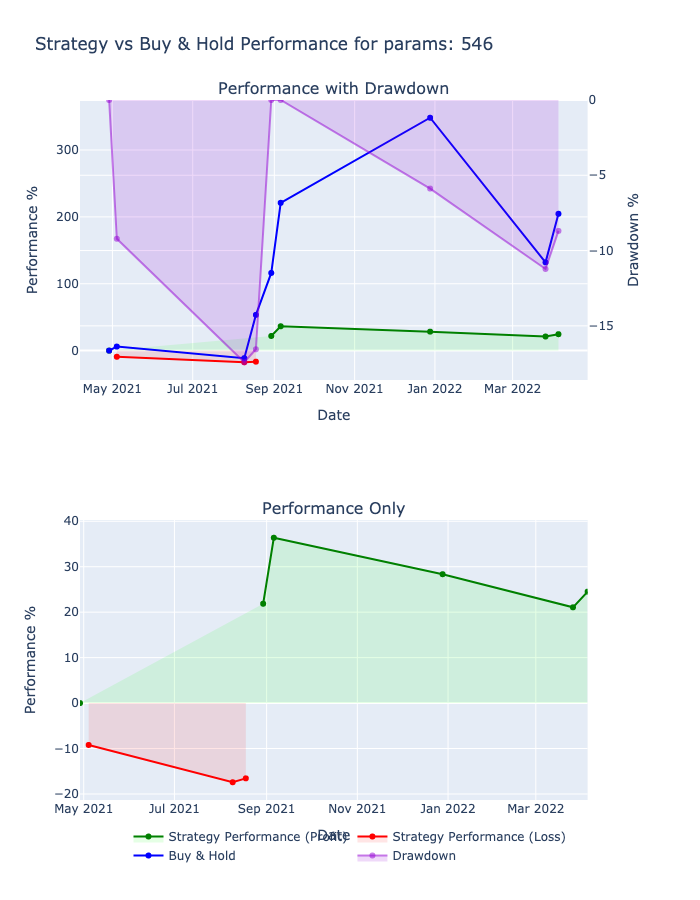 Strategy vs Buy & Hold Performance for params: 546
Performance with Drawdown
300
200
100
0
Performance %
0
−5
−10
−15
Drawdown %
May 2021 Jul 2021 Sep 2021 Nov 2021 Jan 2022 Mar 2022
Date
Performance Only
40
30
20
10
0
−10
−20
Performance %
May 2021 Jul 2021 Sep 2021 Nov 2021 Jan 2022 Mar 2022
Date
Strategy Performance (Profit) Strategy Performance (Loss)
Buy & Hold Drawdown